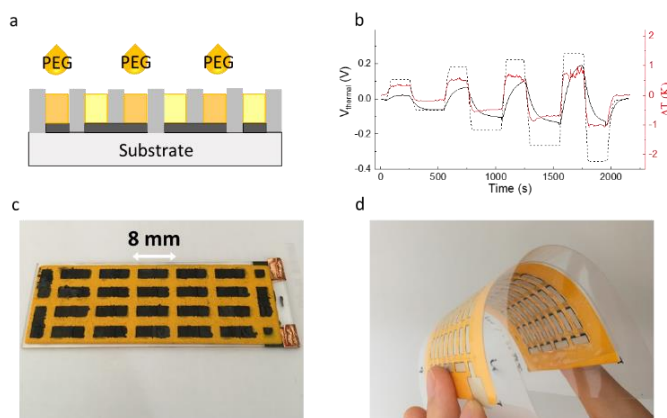 a
PEG PEG PEG
Substrate
b
V_thermal (V)
0.2
0.0
-0.2
-0.4
2
1
0
-1
-2
ΔT (K)
0 500 1000 1500 2000
Time (s)
c
8 mm
d